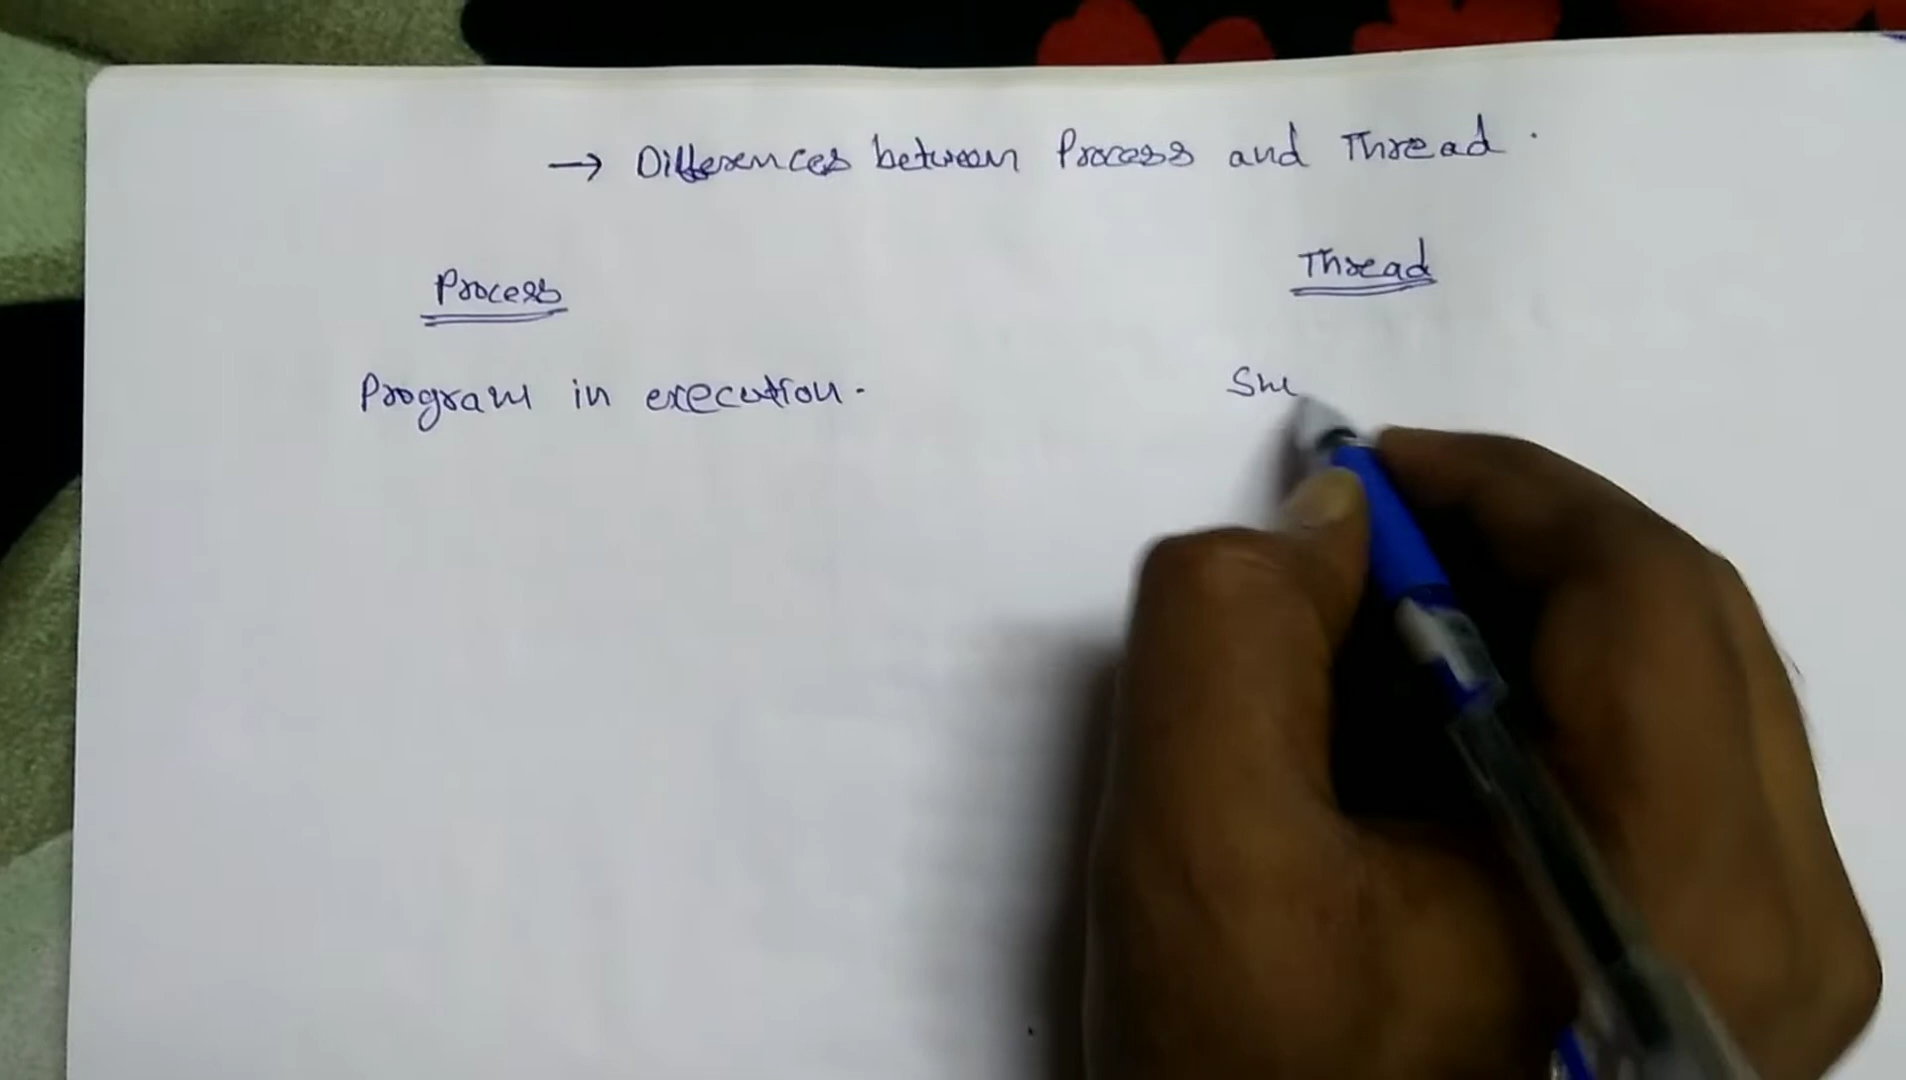 → Differences between Process and Thread.
Process
Thread
Program in execution.